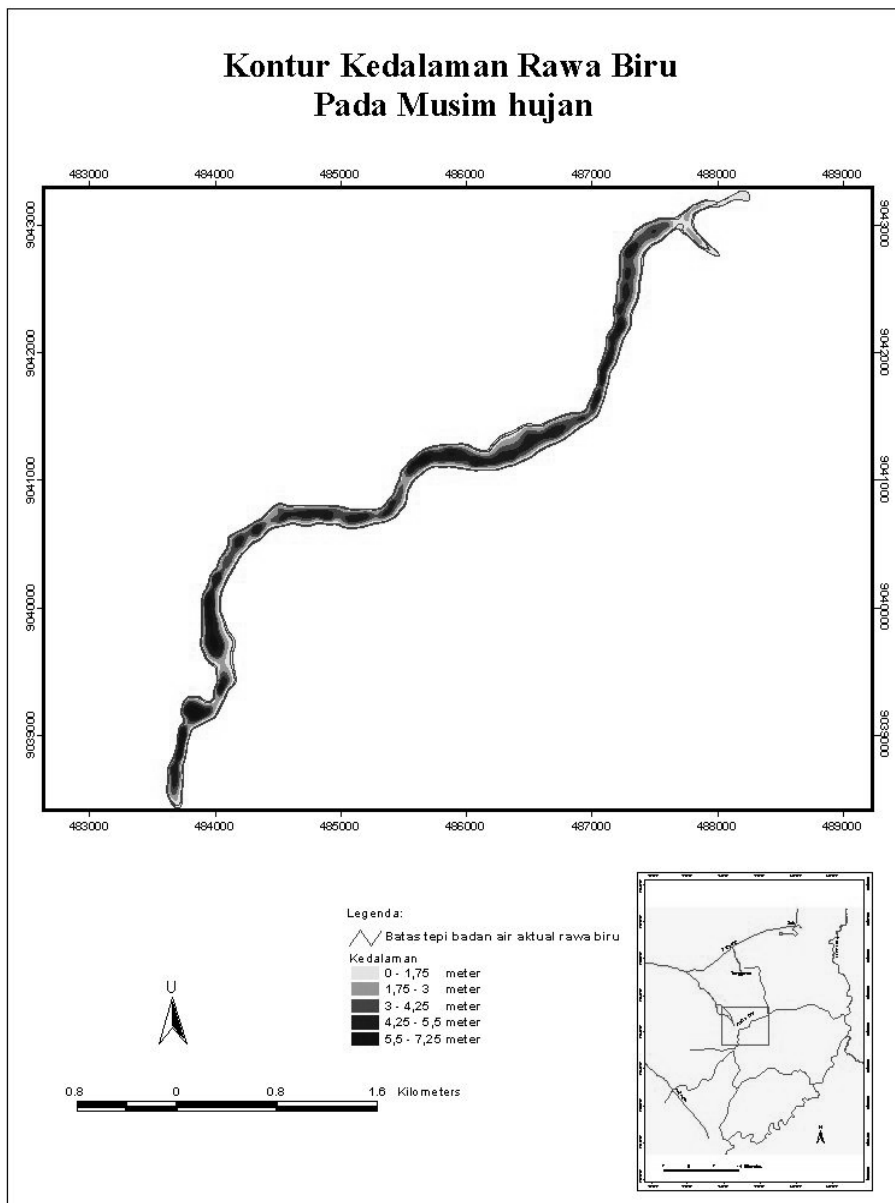 Kontur Kedalaman Rawa Biru
Pada Musim hujan
483000 484000 485000 486000 487000 488000 489000
9043000 9043000
9042000 9042000
9041000 9041000
9040000 9040000
9039000 9039000
483000 484000 485000 486000 487000 488000 489000
Legenda:
Batas tepi badan air aktual rawa biru
Kedalaman
0 - 1,75 meter
1,75 - 3 meter
3 - 4,25 meter
4,25 - 5,5 meter
5,5 - 7,25 meter
U
0.8 0 0.8 1.6 Kilometers
N